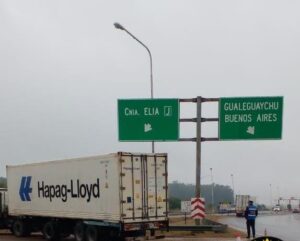 CNIA. ELIA J
GUALEGUAYCHU
BUENOS AIRES
Hapag-Lloyd